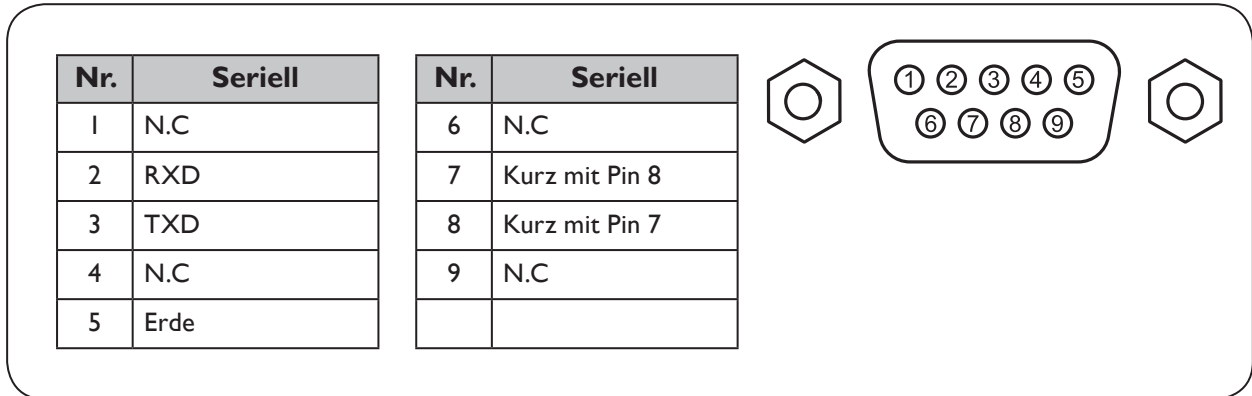 Nr. Seriell
1 N.C
2 RXD
3 TXD
4 N.C
5 Erde
Nr. Seriell
6 N.C
7 Kurz mit Pin 8
8 Kurz mit Pin 7
9 N.C
1 2 3 4 5
6 7 8 9